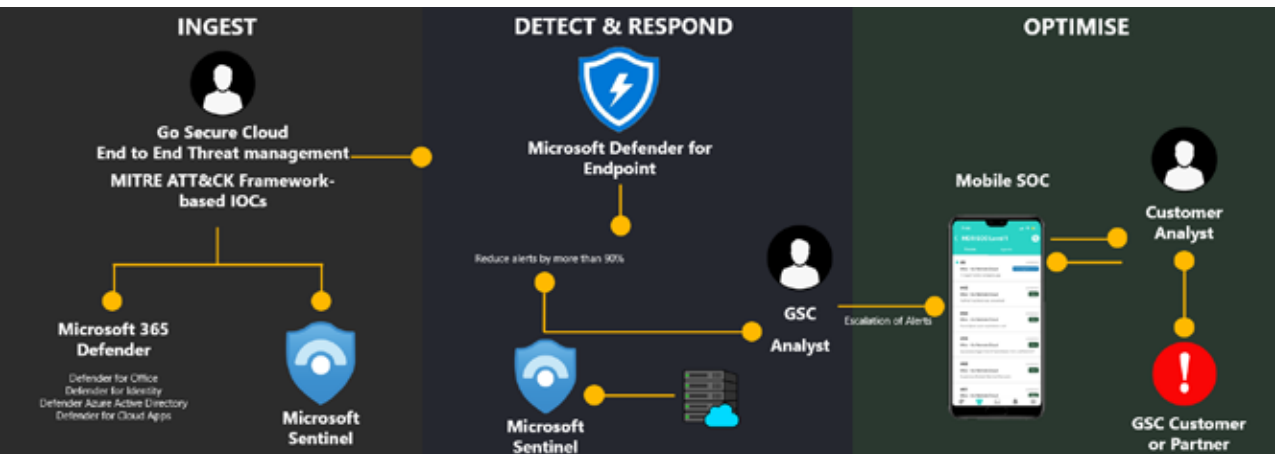 INGEST
Go Secure Cloud
End to End Threat management
MITRE ATT&CK Framework-
based IOCs
Microsoft 365
Defender
Defender for Office
Defender for Identity
Defender Azure Active Directory
Defender for Cloud Apps
Microsoft
Sentinel
DETECT & RESPOND
Microsoft Defender for
Endpoint
Reduce alerts by more than 90%
GSC
Analyst
Microsoft
Sentinel
Escalation of Alerts
OPTIMISE
Mobile SOC
Customer
Analyst
GSC Customer
or Partner